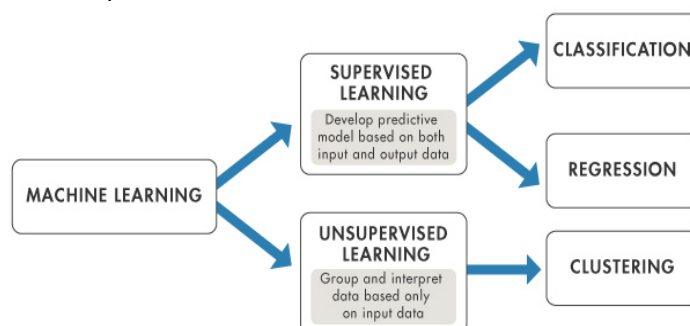 MACHINE LEARNING
SUPERVISED
LEARNING
Develop predictive
model based on both
input and output data
UNSUPERVISED
LEARNING
Group and interpret
data based only
on input data
CLASSIFICATION
REGRESSION
CLUSTERING